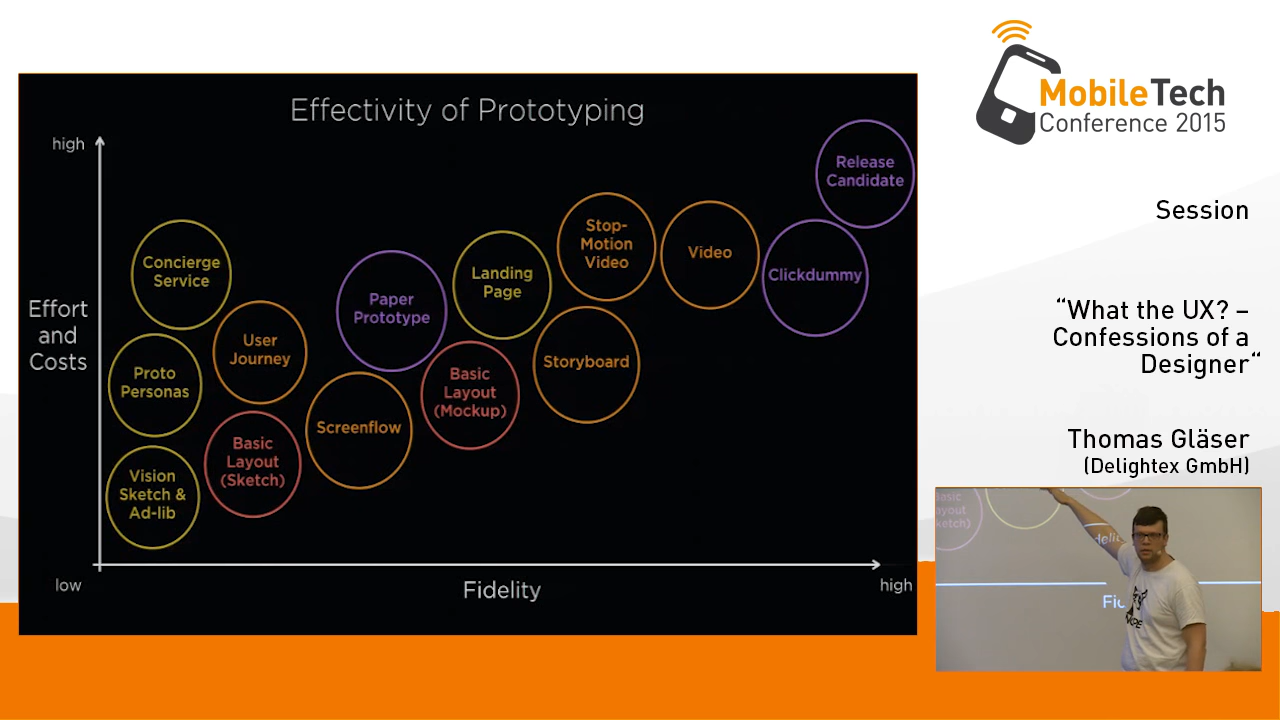 Effectivity of Prototyping
high
Effort
and
Costs
low
Fidelity
high
Concierge
Service
Proto
Personas
Vision
Sketch &
Ad-lib
User
Journey
Basic
Layout
(Sketch)
Screenflow
Paper
Prototype
Basic
Layout
(Mockup)
Landing
Page
Stop-
Motion
Video
Storyboard
Video
Clickdummy
Release
Candidate
MobileTech
Conference 2015
Session
“What the UX? –
Confessions of a
Designer“
Thomas Gläser
(Delightex GmbH)